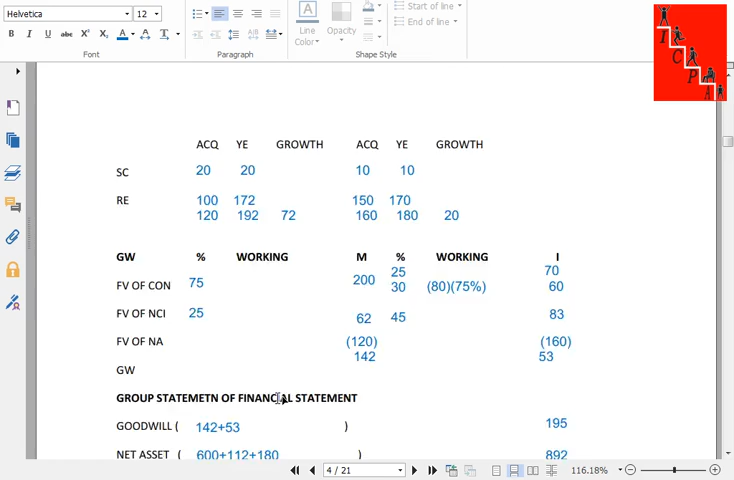 Helvetica 12 Start of line
End of line
B I U abc X² X₂ A T Line Color Opacity
Font Paragraph Shape Style
I C P A
ACQ YE GROWTH ACQ YE GROWTH
SC 20 20 10 10
RE 100 172 150 170
120 192 72 160 180 20
GW % WORKING M % WORKING I
25 70
FV OF CON 75 200 30 (80)(75%) 60
FV OF NCI 25 62 45 83
FV OF NA (120) (160)
142 53
GW
GROUP STATEMETN OF FINANCIAL STATEMENT
GOODWILL ( 142+53 ) 195
NET ASSET ( 600+112+180 ) 892
4 / 21 116.18%